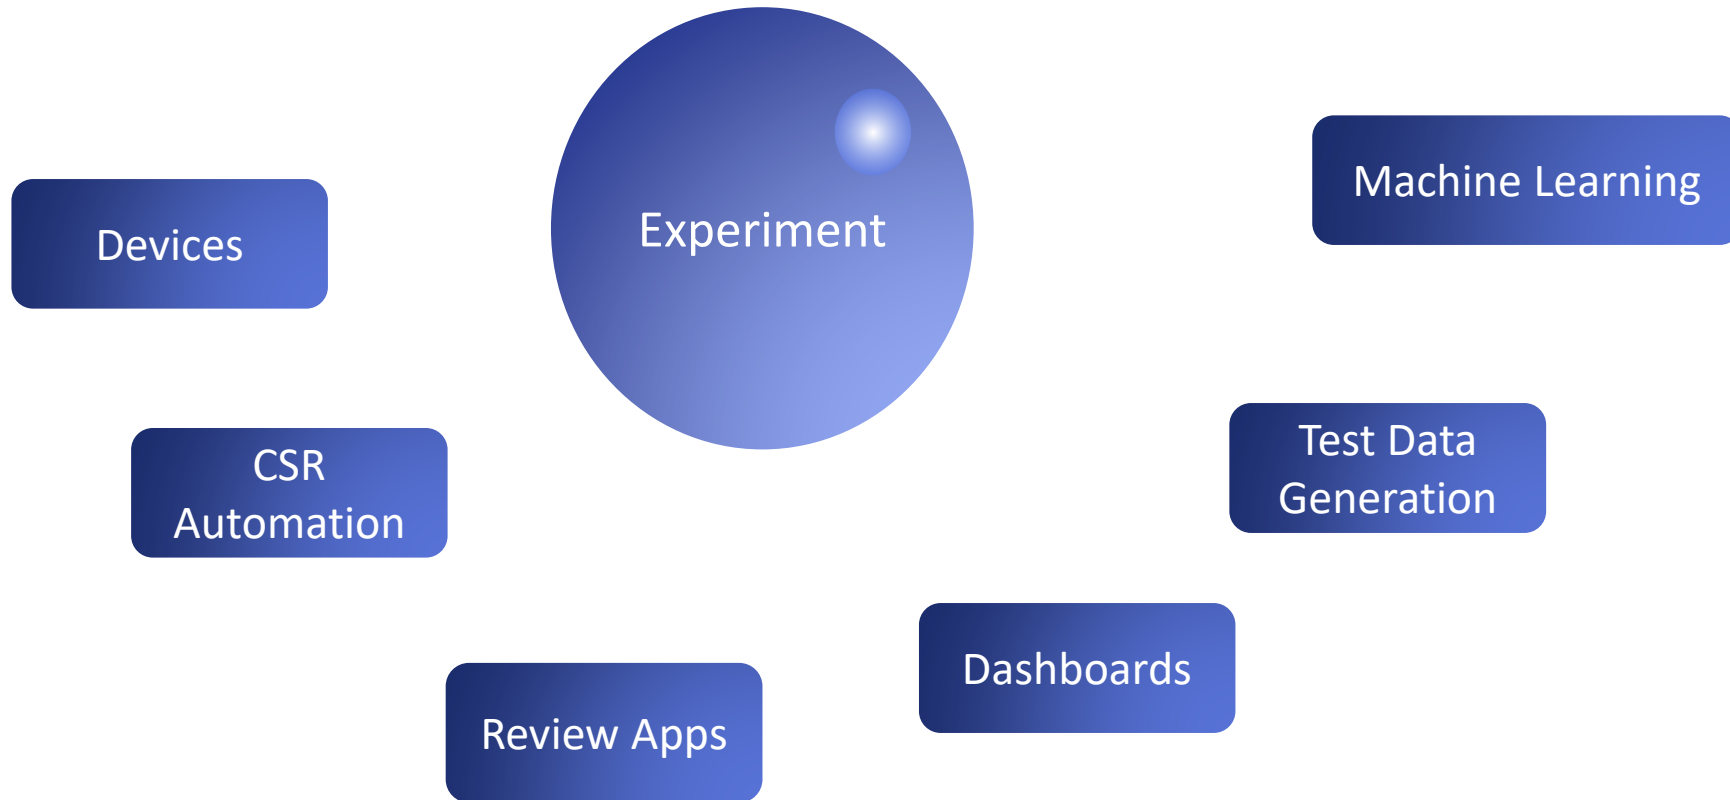 Experiment
Machine Learning
Devices
CSR
Automation
Test Data
Generation
Dashboards
Review Apps